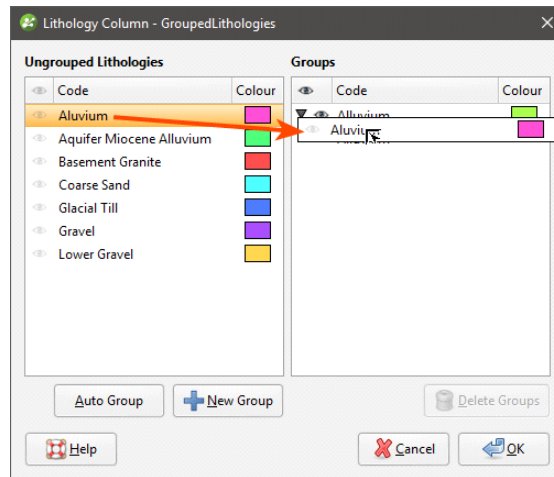 Lithology Column - GroupedLithologies
Ungrouped Lithologies
Code Colour
Aluvium
Aquifer Miocene Alluvium
Basement Granite
Coarse Sand
Glacial Till
Gravel
Lower Gravel
Groups
Code Colour
Alluvium
Aluvium
Auto Group
New Group
Delete Groups
Help
Cancel
OK